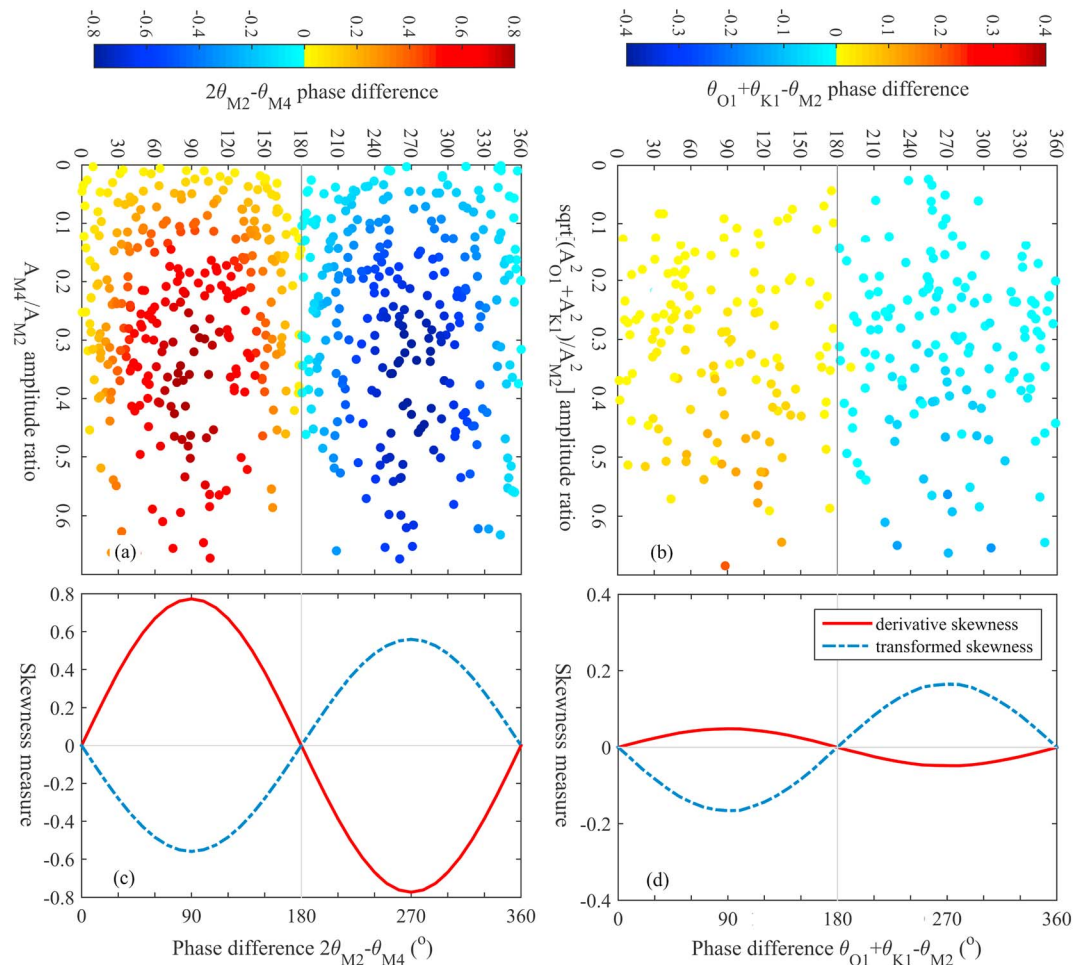 -0.8 -0.6 -0.4 -0.2 0 0.2 0.4 0.6 0.8
2θM2-θM4 phase difference
0 30 60 90 120 150 180 210 240 270 300 330 360
0
0.1
0.2
0.3
0.4
0.5
0.6
AM4/AM2 amplitude ratio
(a)
-0.4 -0.3 -0.2 -0.1 0 0.1 0.2 0.3 0.4
θO1+θK1-θM2 phase difference
0 30 60 90 120 150 180 210 240 270 300 330 360
0
0.1
0.2
0.3
0.4
0.5
0.6
sqrt[(A²O1+A²K1)/A²M2] amplitude ratio
(b)
0.8
0.6
0.4
0.2
0
-0.2
-0.4
-0.6
-0.8
Skewness measure
(c)
0 90 180 270 360
Phase difference 2θM2-θM4 (o)
0.4
0.2
0
-0.2
-0.4
Skewness measure
derivative skewness
transformed skewness
(d)
0 90 180 270 360
Phase difference θO1+θK1-θM2 (o)